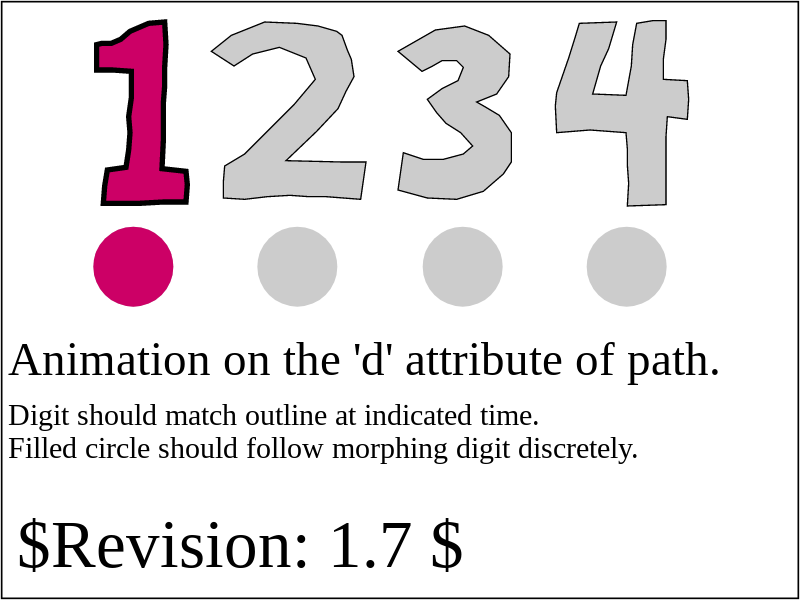 1 2 3 4
Animation on the 'd' attribute of path.
Digit should match outline at indicated time.
Filled circle should follow morphing digit discretely.
$Revision: 1.7 $